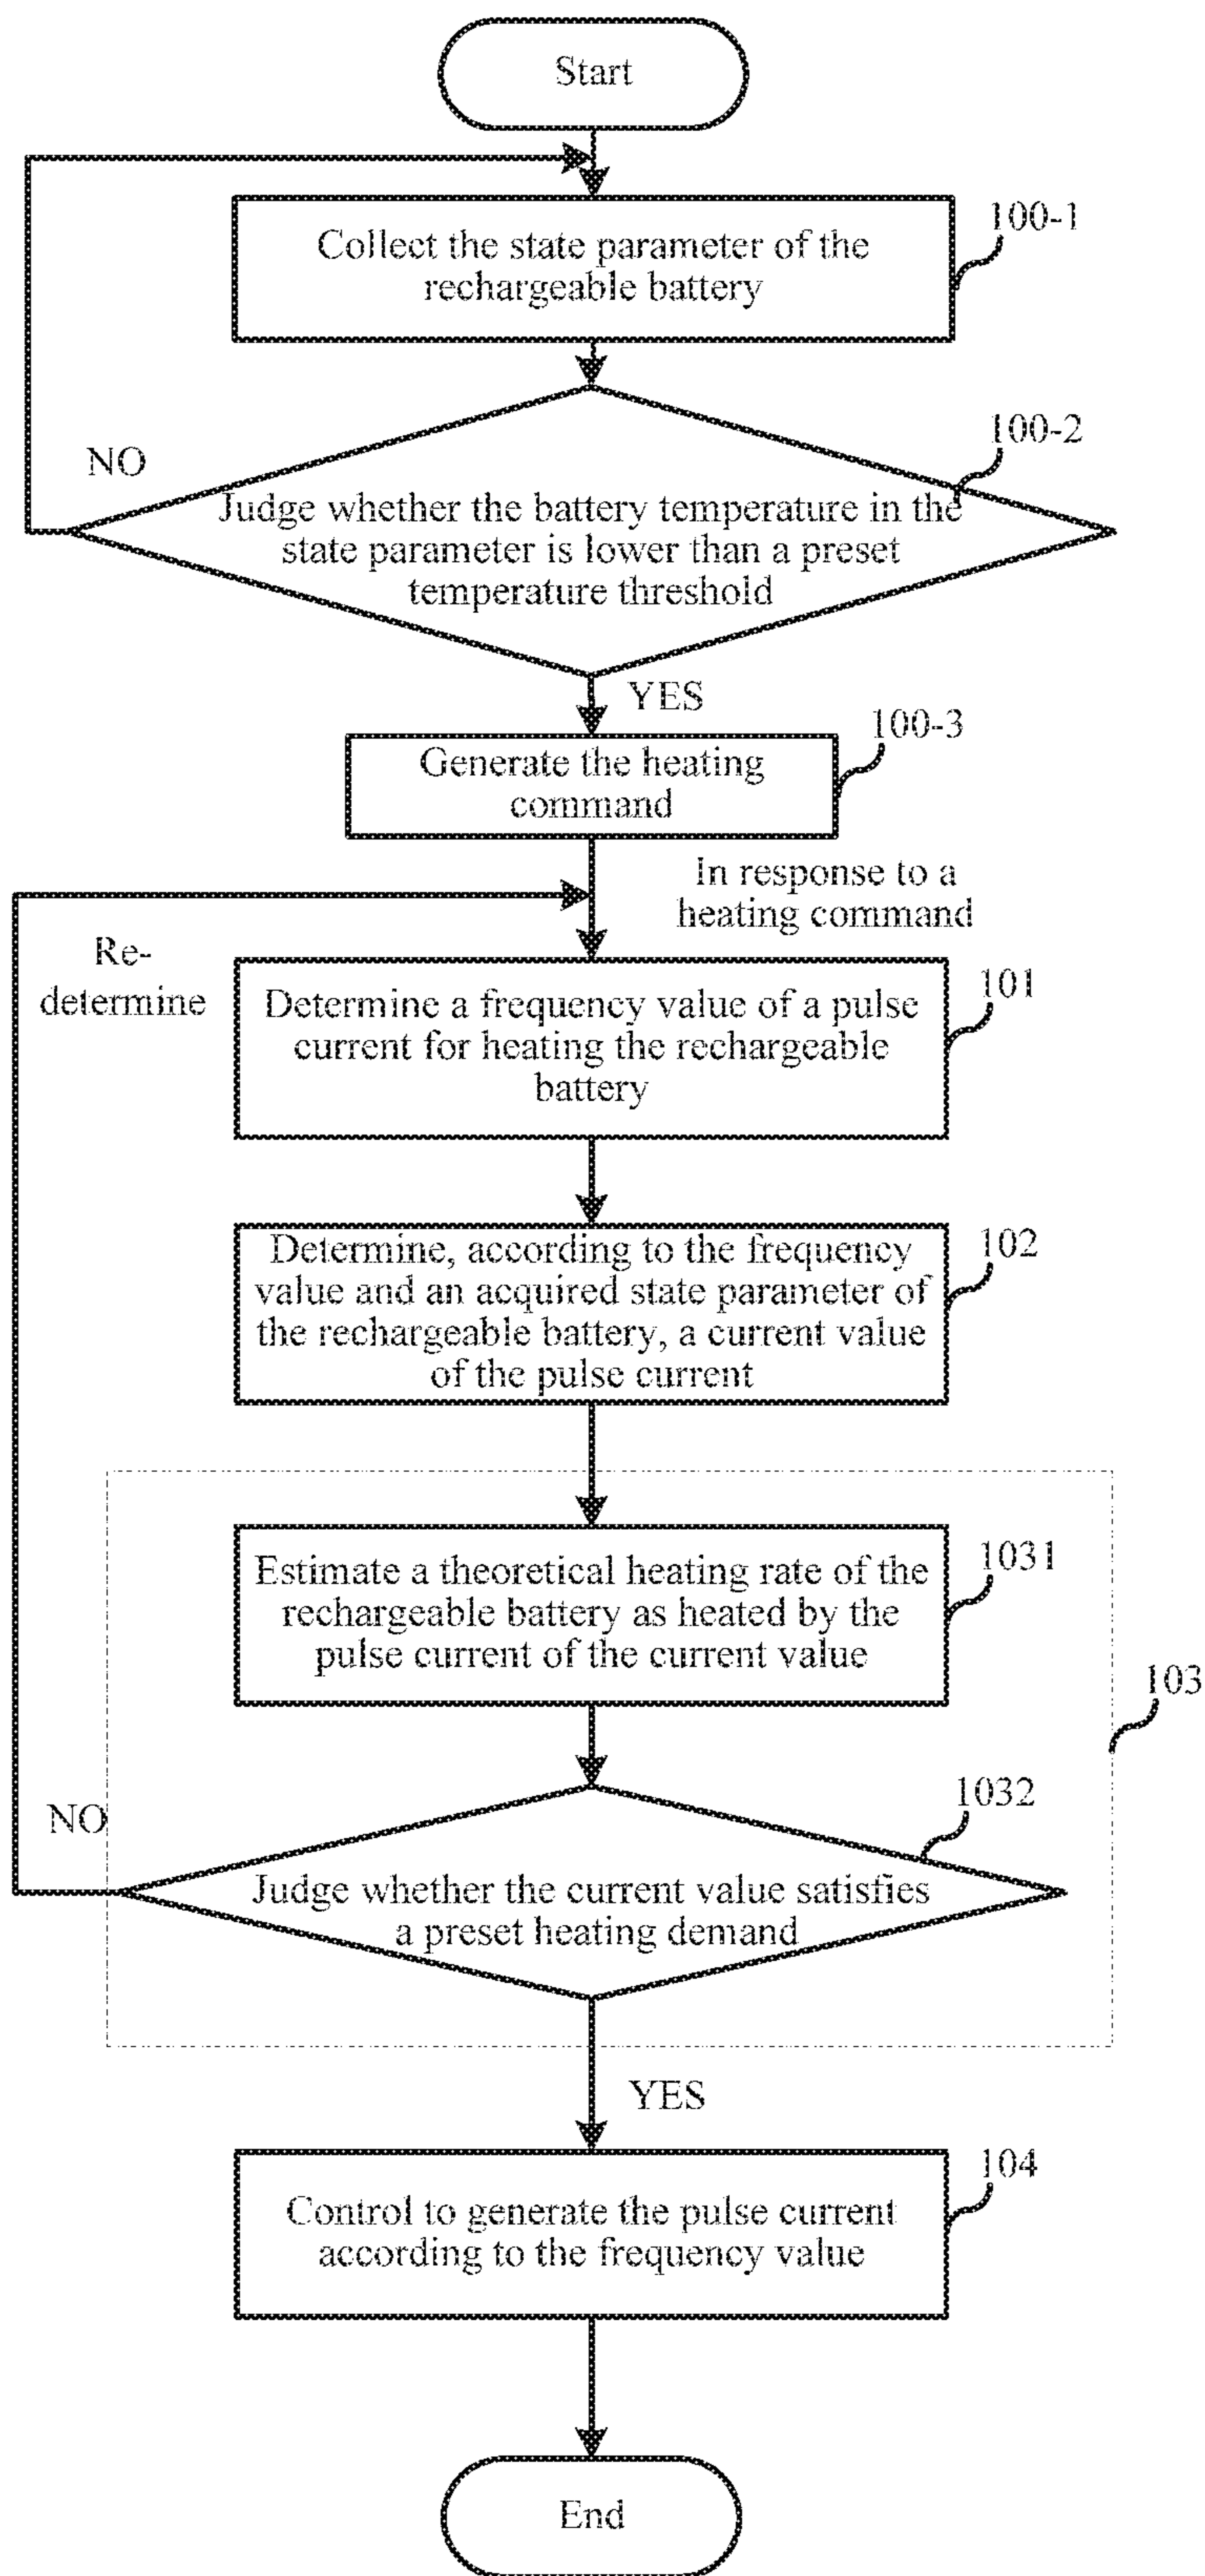 Start
100-1
Collect the state parameter of the
rechargeable battery
100-2
NO
Judge whether the battery temperature in the
state parameter is lower than a preset
temperature threshold
YES
100-3
Generate the heating
command
In response to a
heating command
Re-
determine
101
Determine a frequency value of a pulse
current for heating the rechargeable
battery
102
Determine, according to the frequency
value and an acquired state parameter of
the rechargeable battery, a current value
of the pulse current
1031
Estimate a theoretical heating rate of the
rechargeable battery as heated by the
pulse current of the current value
103
1032
NO
Judge whether the current value satisfies
a preset heating demand
YES
104
Control to generate the pulse current
according to the frequency value
End